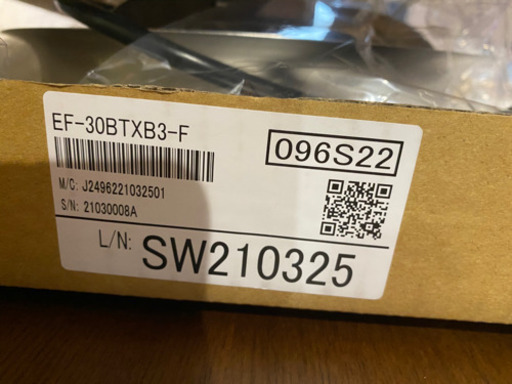 EF-30BTXB3-F
096S22
M/C: J2496221032501
S/N: 21030008A
L/N: SW210325